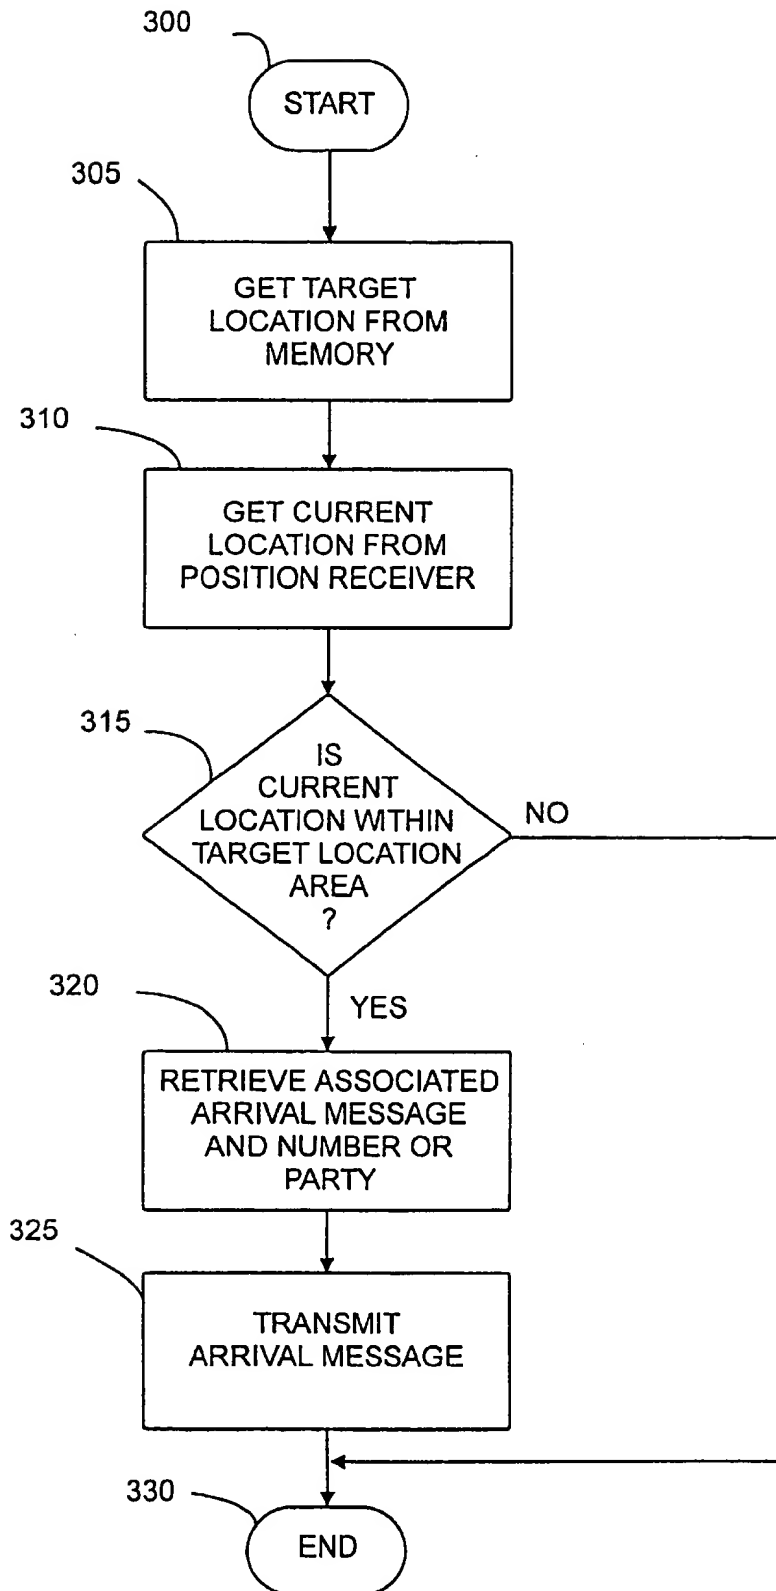 300
START
305
GET TARGET
LOCATION FROM
MEMORY
310
GET CURRENT
LOCATION FROM
POSITION RECEIVER
315
IS
CURRENT
LOCATION WITHIN
TARGET LOCATION
AREA
?
NO
320
YES
RETRIEVE ASSOCIATED
ARRIVAL MESSAGE
AND NUMBER OR
PARTY
325
TRANSMIT
ARRIVAL MESSAGE
330
END